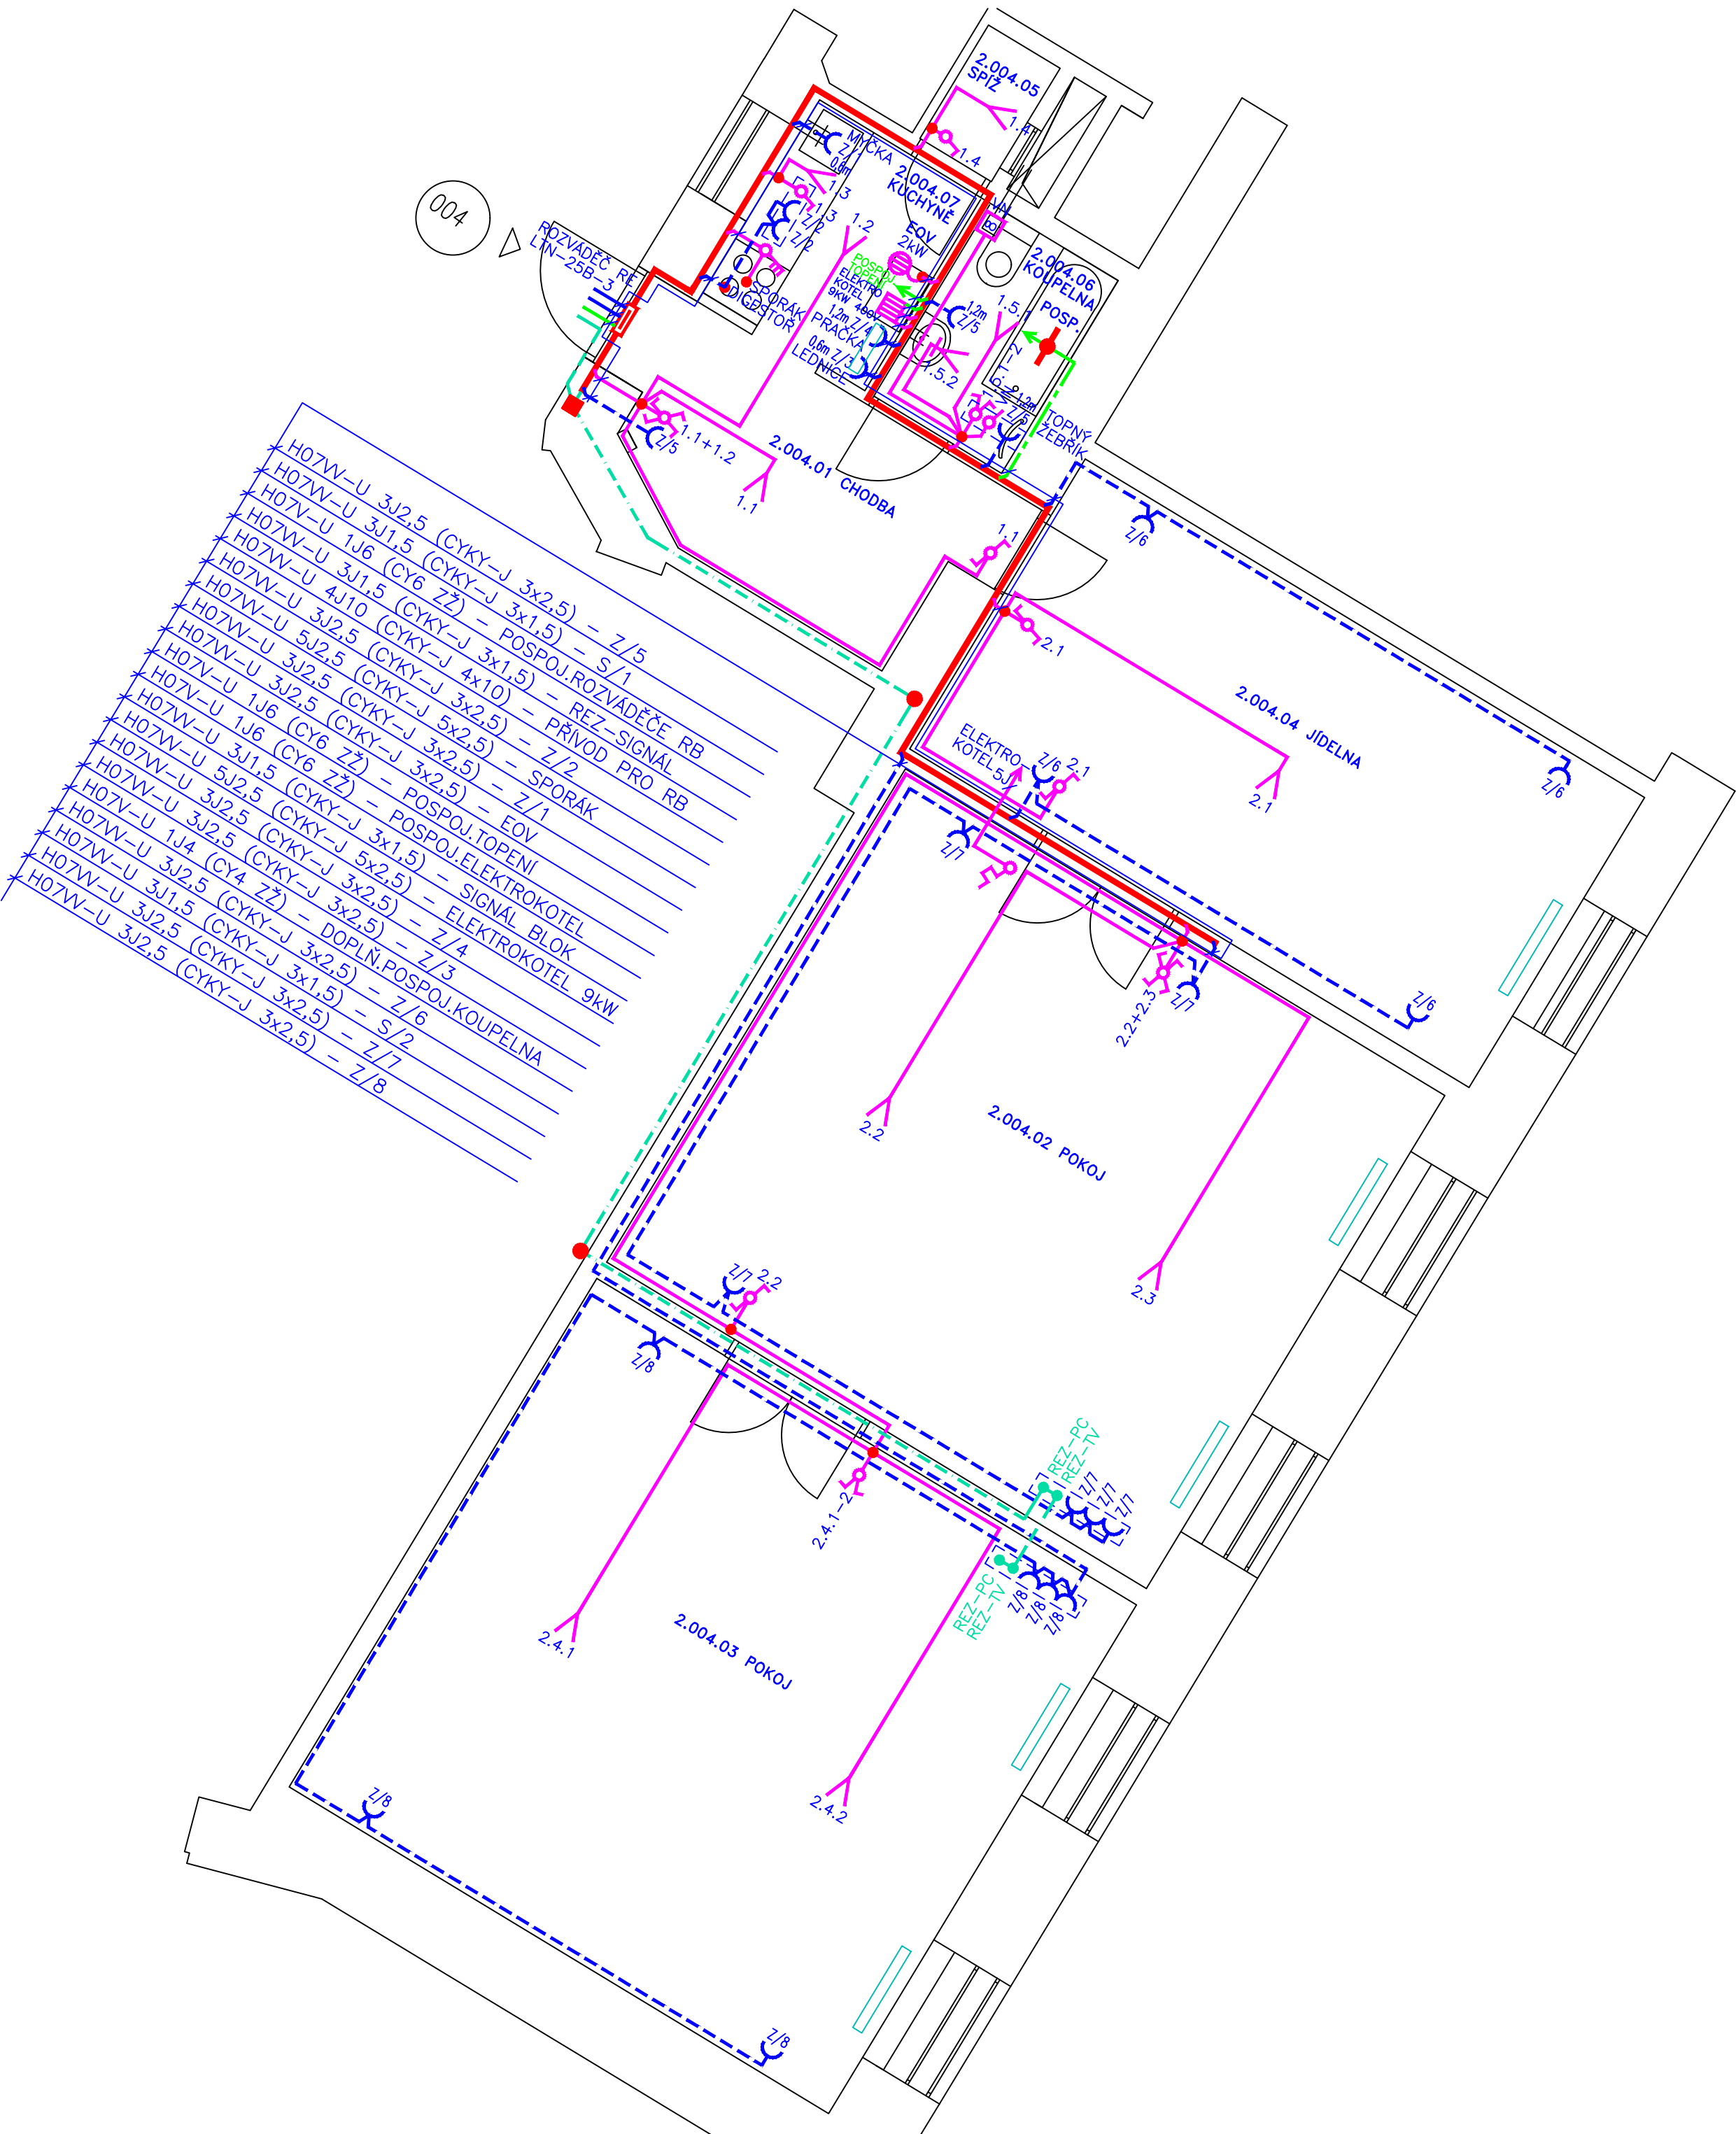 2.004.05
SPÍŽ
1.4
1.4
MYČKA
Z/1
0,6m
2.004.07
KUCHYNĚ
EOV
2kW
1.3
1.3
Z/2
Z/2
1.2
004
ROZVÁDĚČ RE
LTN-25B-3
SPORÁK
DIGESTOŘ
POSPOJ
TOPENÍ
ELEKTRO
KOTEL
9kW 400V
1,2m Z/4
PRAČKA
0,6m Z/3
LEDNICE
2.004.06
KOUPELNA
POSP.
1,2m
Z/5
1.5.1
1.5.2
1,2m
Z/5
TOPNÝ
ŽEBŘÍK
Z/5
1.1+1.2
1.1
2.004.01 CHODBA
1.1
Z/6
2.1
2.004.04 JÍDELNA
2.1
Z/6
Z/6
ELEKTRO
KOTEL5J
Z/6
2.1
Z/7
H07VV-U 3J2,5 (CYKY-J 3x2,5) - Z/5
H07VV-U 3J1,5 (CYKY-J 3x1,5) - S/1
H07V-U 1J6 (CY6 ZŽ) - POSPOJ.ROZVÁDĚČE RB
H07VV-U 3J1,5 (CYKY-J 3x1,5) - REZ-SIGNÁL
H07VV-U 4J10 (CYKY-J 4x10) - PŘÍVOD PRO RB
H07VV-U 3J2,5 (CYKY-J 3x2,5) - Z/2
H07VV-U 5J2,5 (CYKY-J 5x2,5) - SPORÁK
H07VV-U 3J2,5 (CYKY-J 3x2,5) - Z/1
H07VV-U 3J2,5 (CYKY-J 3x2,5) - EOV
H07V-U 1J6 (CY6 ZŽ) - POSPOJ.TOPENÍ
H07V-U 1J6 (CY6 ZŽ) - POSPOJ.ELEKTROKOTEL
H07VV-U 3J1,5 (CYKY-J 3x1,5) - SIGNÁL BLOK
H07VV-U 5J2,5 (CYKY-J 5x2,5) - ELEKTROKOTEL 9kW
H07VV-U 3J2,5 (CYKY-J 3x2,5) - Z/4
H07VV-U 3J2,5 (CYKY-J 3x2,5) - Z/3
H07V-U 1J4 (CY4 ZŽ) - DOPLŇ.POSPOJ.KOUPELNA
H07VV-U 3J2,5 (CYKY-J 3x2,5) - Z/6
H07VV-U 3J1,5 (CYKY-J 3x1,5) - S/2
H07VV-U 3J2,5 (CYKY-J 3x2,5) - Z/7
H07VV-U 3J2,5 (CYKY-J 3x2,5) - Z/8
2.2+2.3
Z/7
2.2
2.004.02 POKOJ
2.3
Z/7
2.2
Z/8
2.4.1-2
REZ-PC
REZ-TV
Z/7
Z/7
Z/7
REZ-PC
REZ-TV
Z/8
Z/8
Z/8
2.4.1
2.004.03 POKOJ
2.4.2
Z/8
Z/8